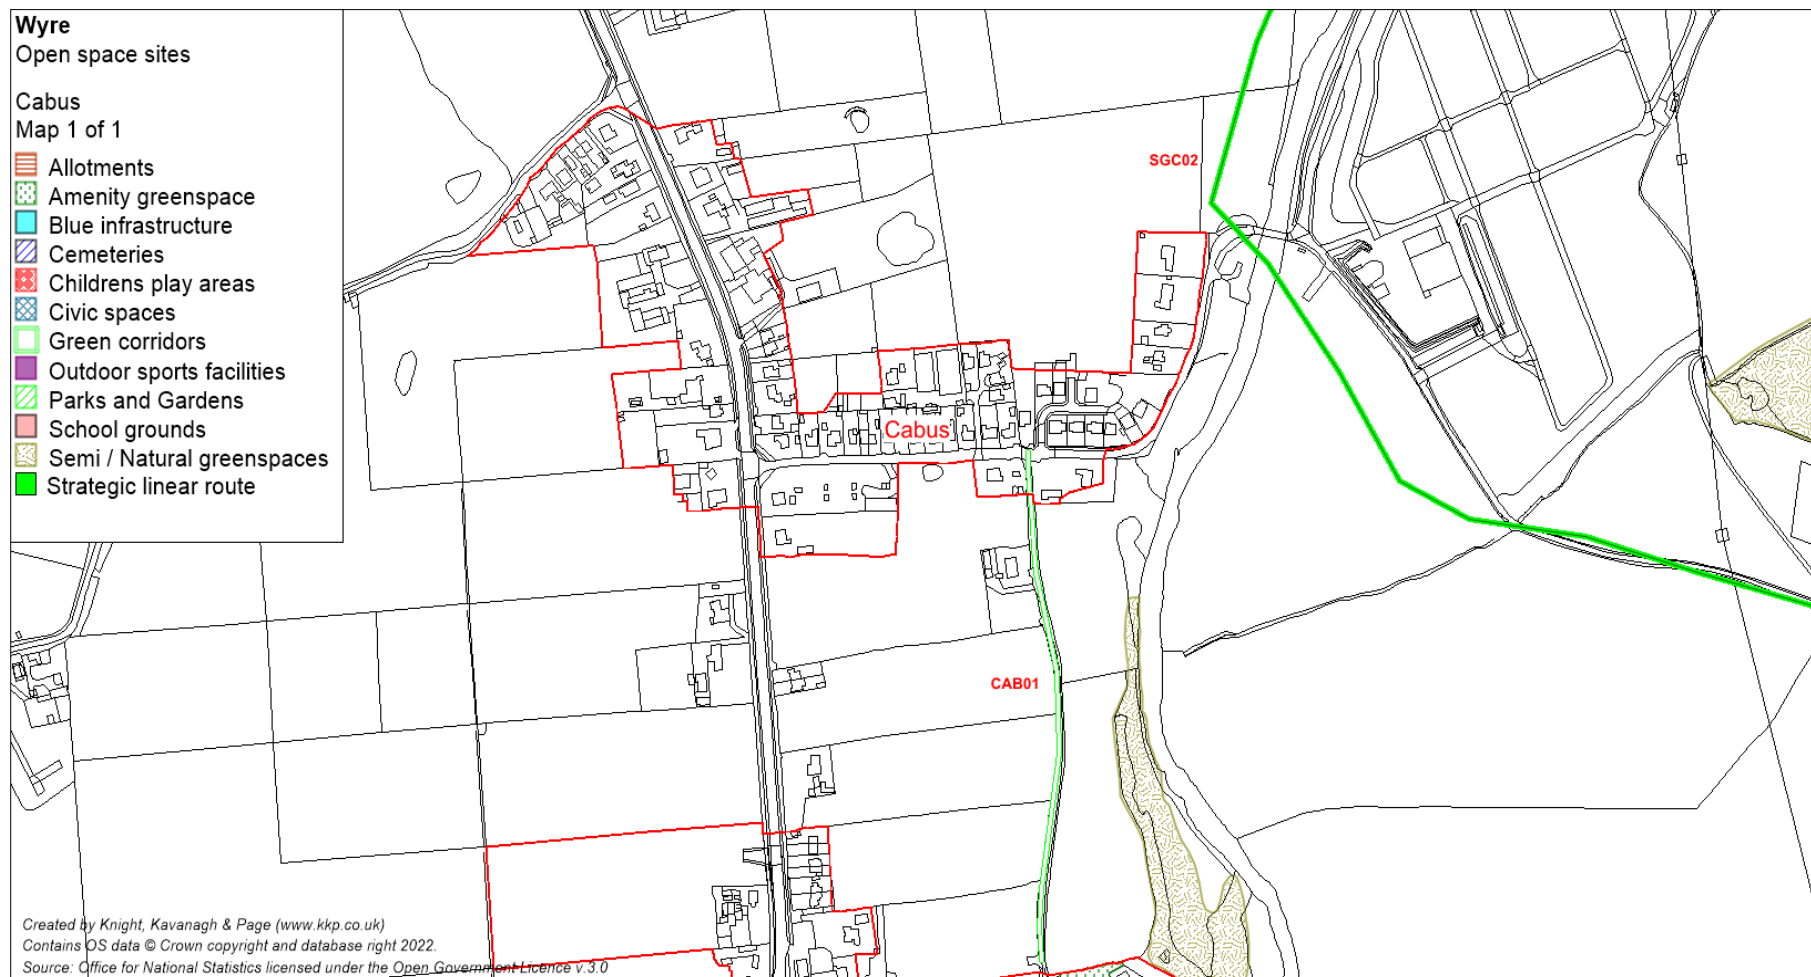 Wyre
Open space sites
Cabus
Map 1 of 1
Allotments
Amenity greenspace
Blue infrastructure
Cemeteries
Childrens play areas
Civic spaces
Green corridors
Outdoor sports facilities
Parks and Gardens
School grounds
Semi / Natural greenspaces
Strategic linear route
SGC02
Cabus
CAB01
Created by Knight, Kavanagh & Page (www.kkp.co.uk)
Contains OS data © Crown copyright and database right 2022.
Source: Office for National Statistics licensed under the Open Government Licence v.3.0